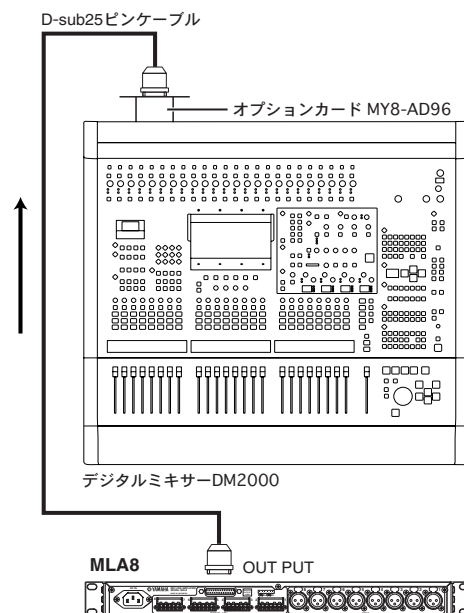 D-sub25ピンケーブル
オプションカード MY8-AD96
デジタルミキサーDM2000
MLA8
OUT PUT
YAMAHA